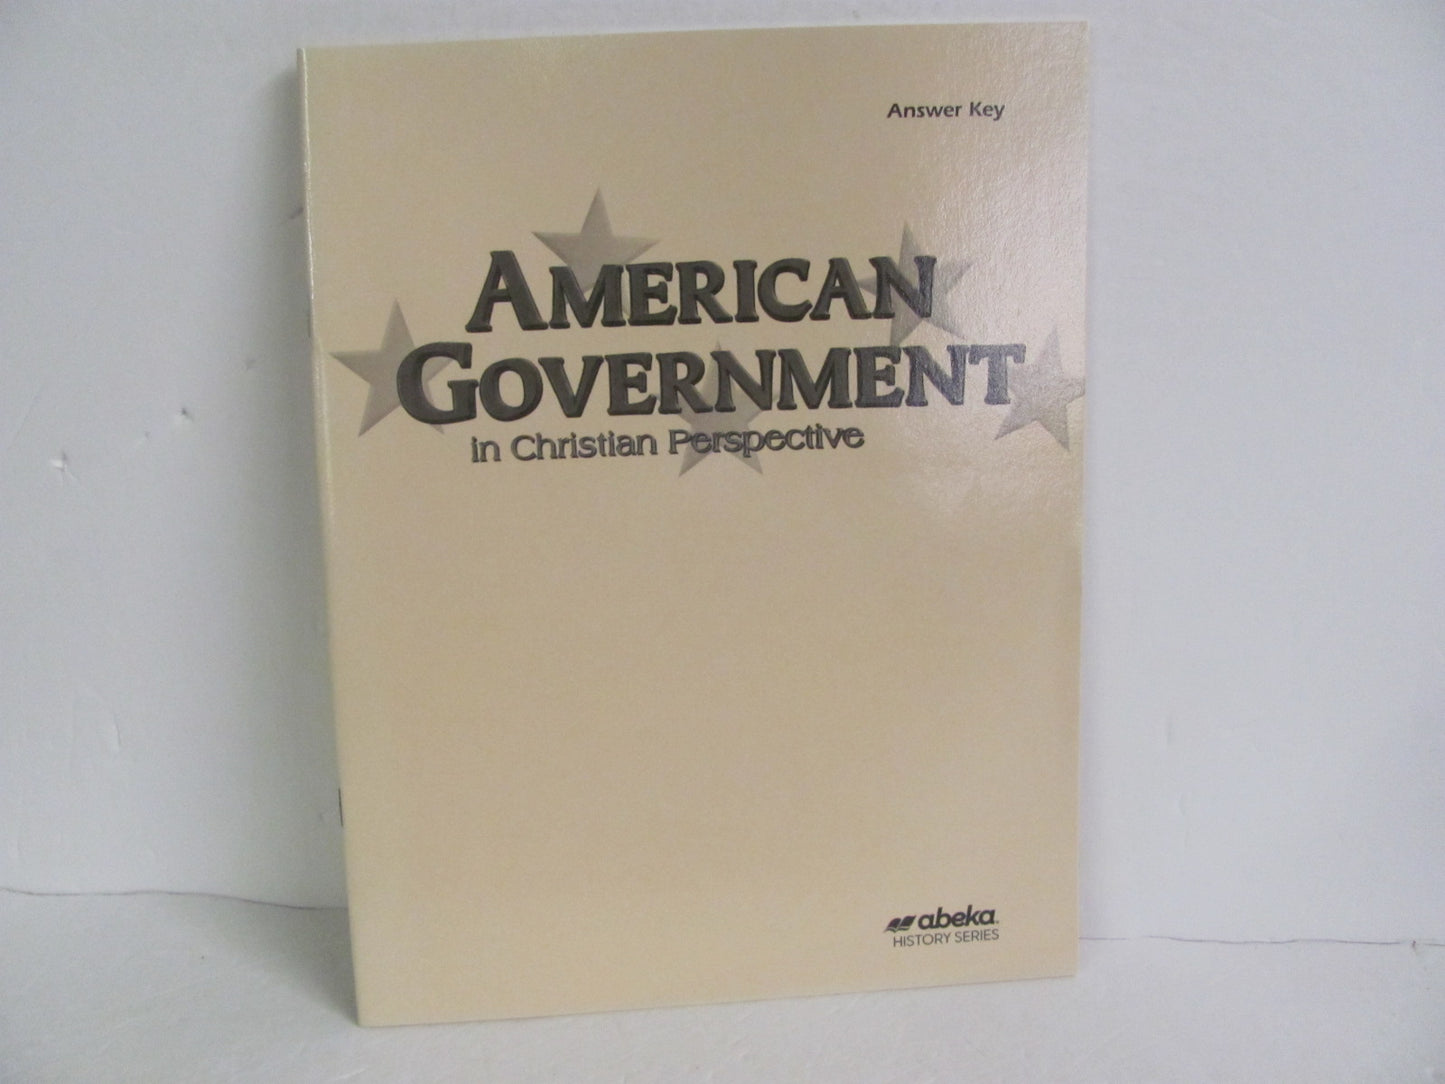 Answer Key
AMERICAN
GOVERNMENT
in Christian Perspective
abeka
HISTORY SERIES